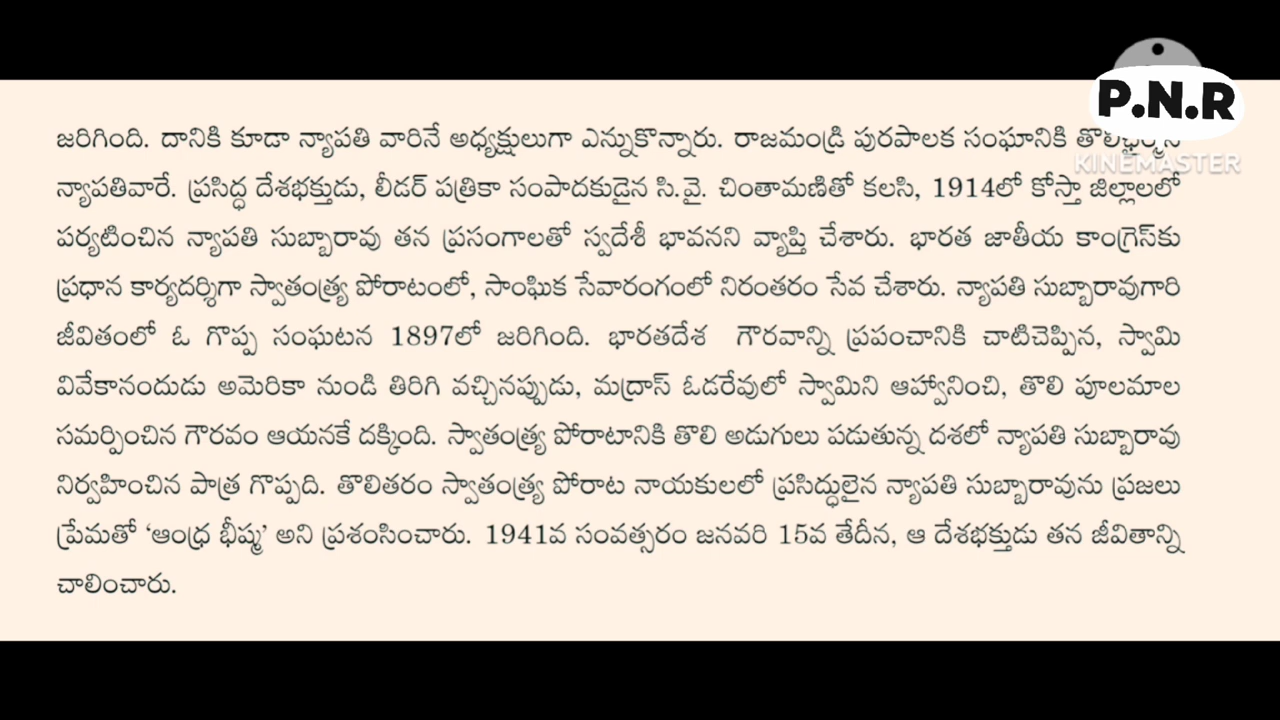 P.N.R
జరిగింది. దానికి కూడా న్యాపతి వారినే అధ్యక్షులుగా ఎన్నుకొన్నారు. రాజమండ్రి పురపాలక సంఘానికి
KINEMASTER
న్యాపతివారే. ప్రసిద్ధ దేశభక్తుడు, లీడర్ పత్రికా సంపాదకుడైన సి.వై. చింతామణితో కలసి, 1914లో కోస్తా జిల్లాలలో
పర్యటించిన న్యాపతి సుబ్బారావు తన ప్రసంగాలతో స్వదేశీ భావనని వ్యాప్తి చేశారు. భారత జాతీయ కాంగ్రెస్‌కు
ప్రధాన కార్యదర్శిగా స్వాతంత్ర్య పోరాటంలో, సాంఘిక సేవారంగంలో నిరంతరం సేవ చేశారు. న్యాపతి సుబ్బారావుగారి
జీవితంలో ఓ గొప్ప సంఘటన 1897లో జరిగింది. భారతదేశ గౌరవాన్ని ప్రపంచానికి చాటిచెప్పిన, స్వామి
వివేకానందుడు అమెరికా నుండి తిరిగి వచ్చినప్పుడు, మద్రాస్ ఓడరేవులో స్వామిని ఆహ్వానించి, తొలి పూలమాల
సమర్పించిన గౌరవం ఆయనకే దక్కింది. స్వాతంత్ర్య పోరాటానికి తొలి అడుగులు పడుతున్న దశలో న్యాపతి సుబ్బారావు
నిర్వహించిన పాత్ర గొప్పది. తొలితరం స్వాతంత్ర్య పోరాట నాయకులలో ప్రసిద్ధులైన న్యాపతి సుబ్బారావును ప్రజలు
ప్రేమతో ‘ఆంధ్ర భీష్మ’ అని ప్రశంసించారు. 1941వ సంవత్సరం జనవరి 15వ తేదీన, ఆ దేశభక్తుడు తన జీవితాన్ని
చాలించారు.